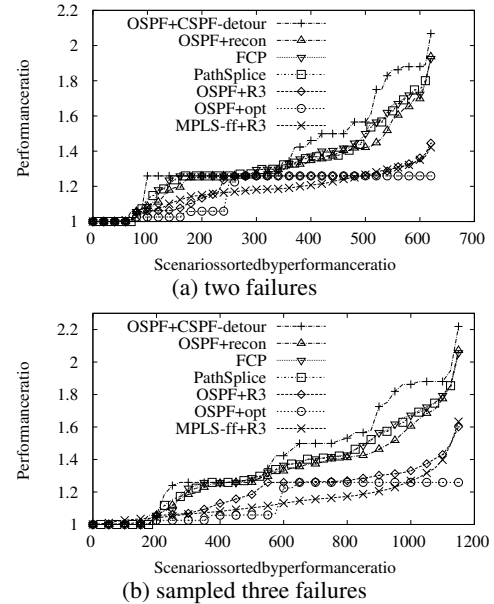 2.2
2
1.8
1.6
1.4
1.2
1
Performanceratio
OSPF+CSPF-detour
OSPF+recon
FCP
PathSplice
OSPF+R3
OSPF+opt
MPLS-ff+R3
0 100 200 300 400 500 600 700
Scenariossortedbyperformanceratio
(a) two failures
2.2
2
1.8
1.6
1.4
1.2
1
Performanceratio
OSPF+CSPF-detour
OSPF+recon
FCP
PathSplice
OSPF+R3
OSPF+opt
MPLS-ff+R3
0 200 400 600 800 1000 1200
Scenariossortedbyperformanceratio
(b) sampled three failures